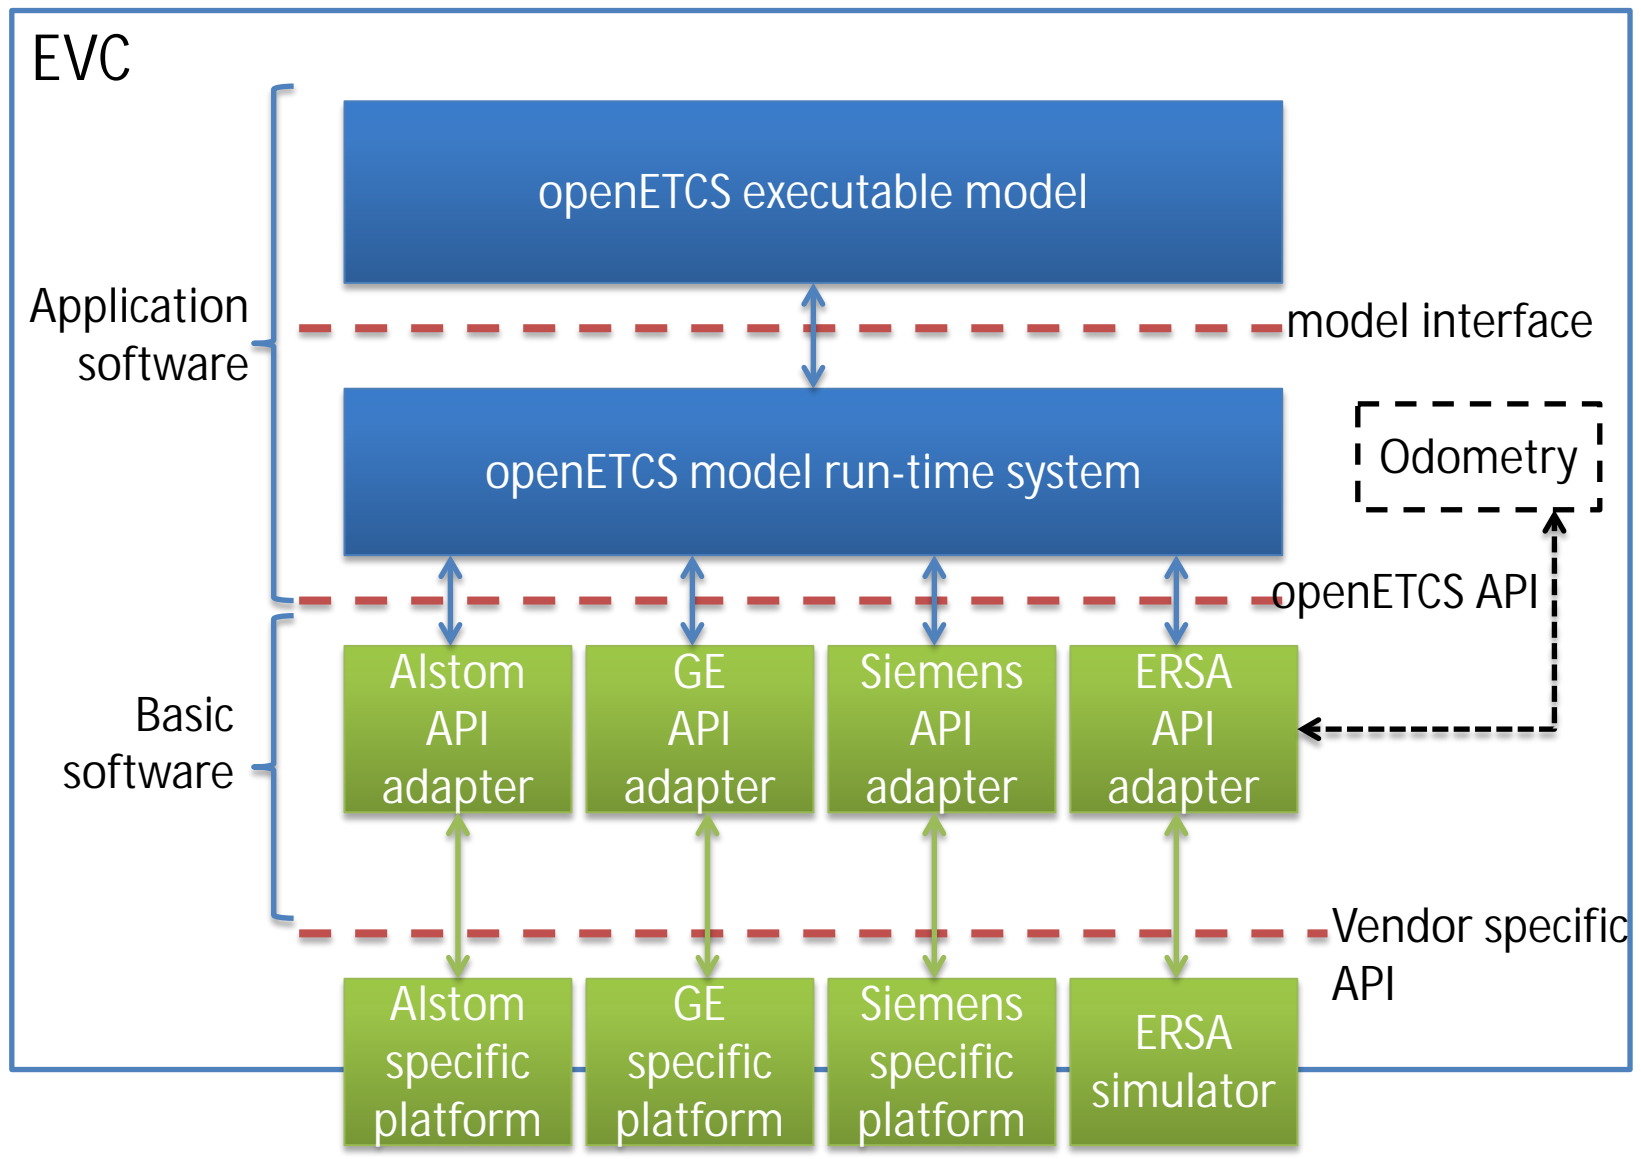 EVC
openETCS executable model
Application
software
model interface
openETCS model run-time system
Odometry
openETCS API
Basic
software
Alstom
API
adapter
GE
API
adapter
Siemens
API
adapter
ERSA
API
adapter
Vendor specific
API
Alstom
specific
platform
GE
specific
platform
Siemens
specific
platform
ERSA
simulator